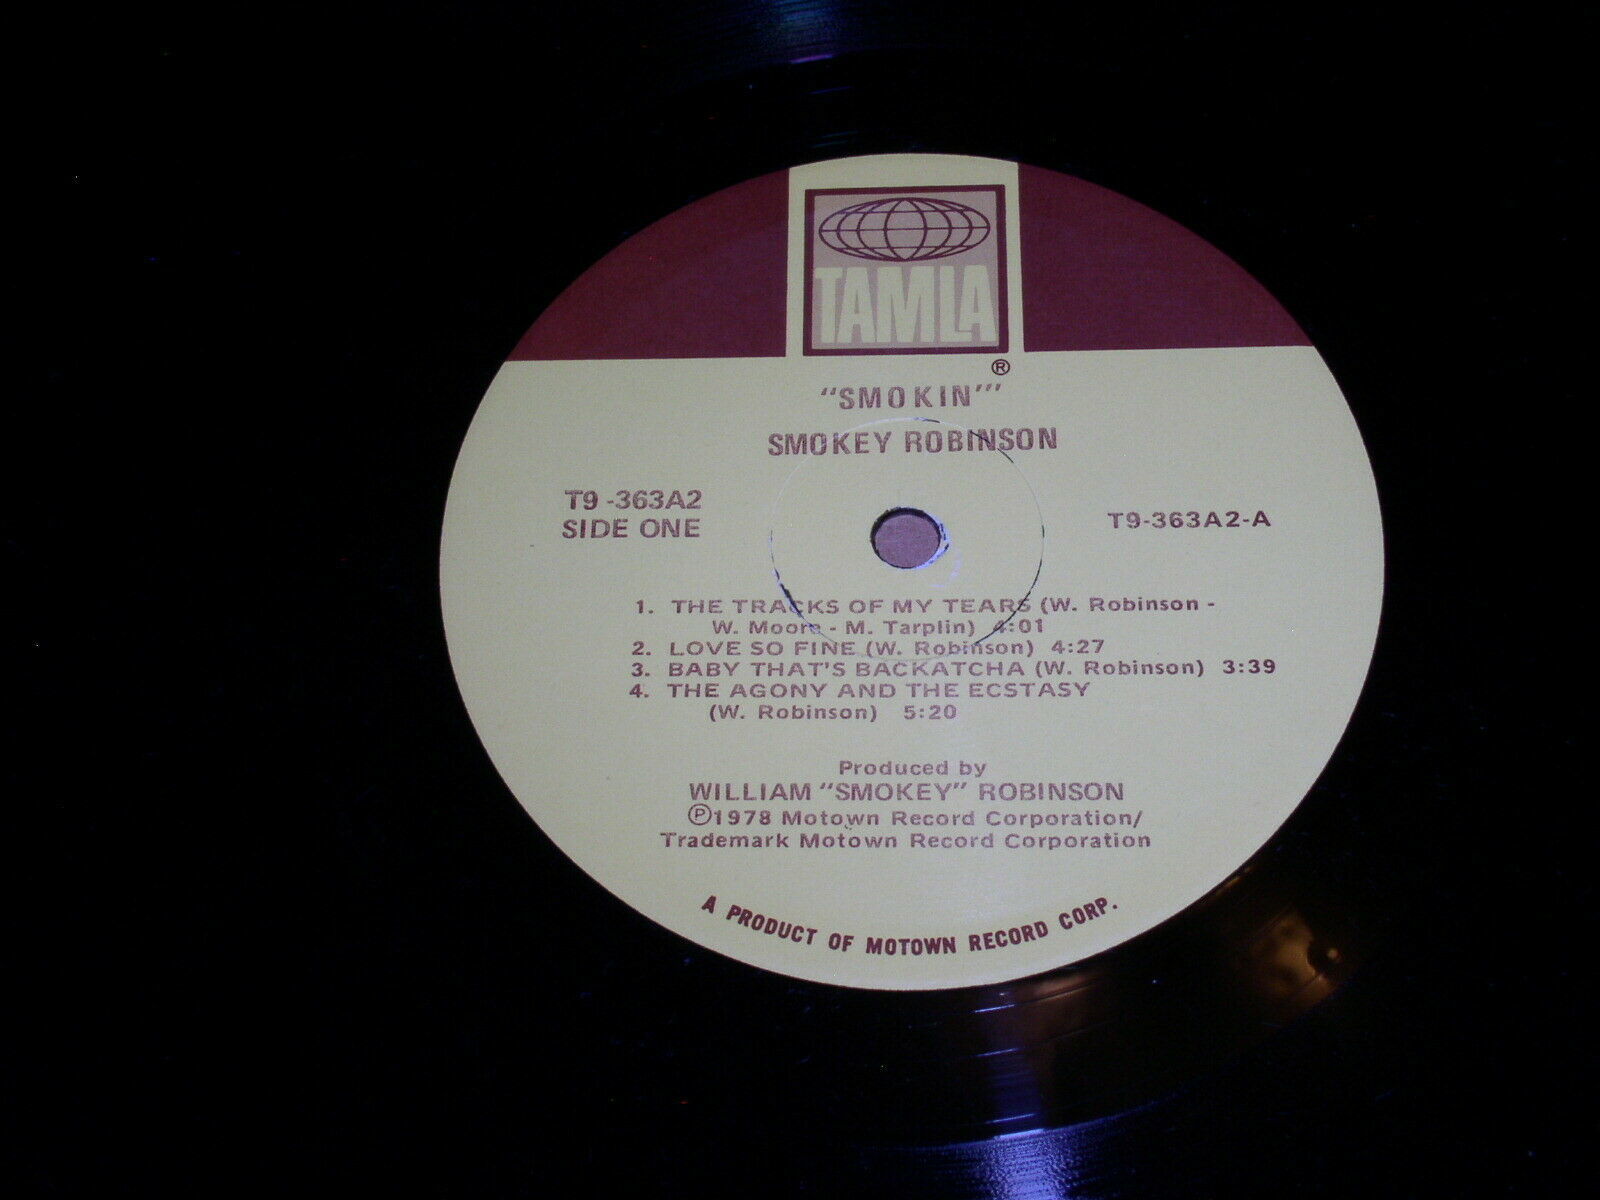 TAMLA
®
"SMOKIN'"
SMOKEY ROBINSON
T9 -363A2
SIDE ONE
T9-363A2-A
1. THE TRACKS OF MY TEARS (W. Robinson -
W. Moore - M. Tarplin) 4:01
2. LOVE SO FINE (W. Robinson) 4:27
3. BABY THAT'S BACKATCHA (W. Robinson) 3:39
4. THE AGONY AND THE ECSTASY
(W. Robinson) 5:20
Produced by
WILLIAM "SMOKEY" ROBINSON
℗1978 Motown Record Corporation/
Trademark Motown Record Corporation
A PRODUCT OF MOTOWN RECORD CORP.